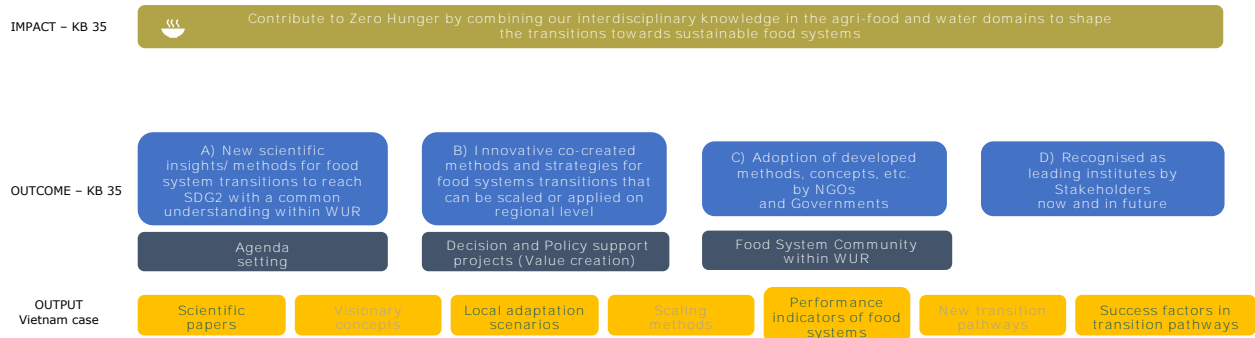 IMPACT – KB 35
Contribute to Zero Hunger by combining our interdisciplinary knowledge in the agri-food and water domains to shape
the transitions towards sustainable food systems
OUTCOME – KB 35
A) New scientific
insights/ methods for food
system transitions to reach
SDG2 with a common
understanding within WUR
B) Innovative co-created
methods and strategies for
food systems transitions that
can be scaled or applied on
regional level
C) Adoption of developed
methods, concepts, etc.
by NGOs
and Governments
D) Recognised as
leading institutes by
Stakeholders
now and in future
Agenda
setting
Decision and Policy support
projects (Value creation)
Food System Community
within WUR
OUTPUT
Vietnam case
Scientific
papers
Visionary
concepts
Local adaptation
scenarios
Scaling
methods
Performance
indicators of food
systems
New transition
pathways
Success factors in
transition pathways